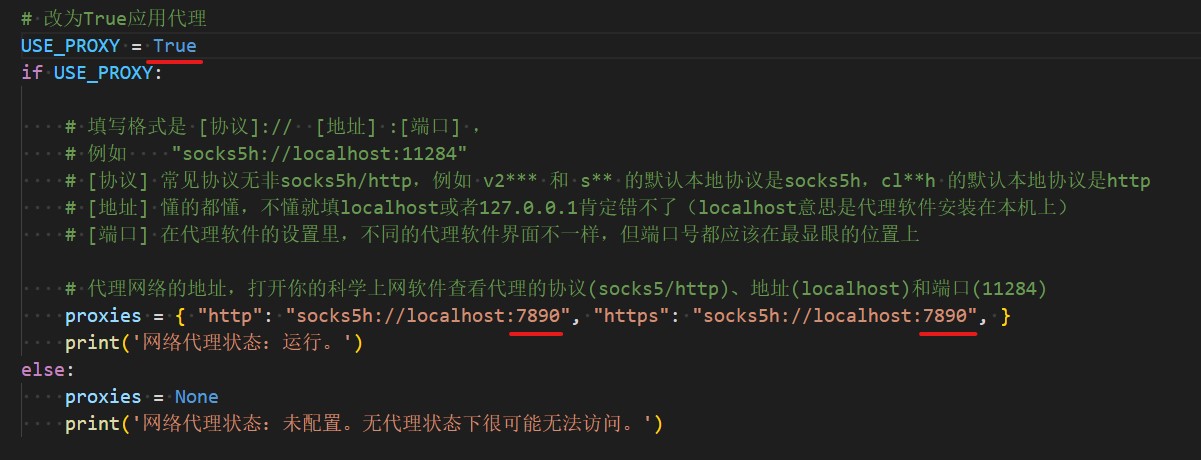 # 改为True应用代理
USE_PROXY = True
if USE_PROXY:
# 填写格式是 [协议]://  [地址] :[端口] ,
# 例如    "socks5h://localhost:11284"
# [协议] 常见协议无非socks5h/http，例如 v2*** 和 s** 的默认本地协议是socks5h，cl**h 的默认本地协议是http
# [地址] 懂的都懂，不懂就填localhost或者127.0.0.1肯定错不了（localhost意思是代理软件安装在本机上）
# [端口] 在代理软件的设置里，不同的代理软件界面不一样，但端口号都应该在最显眼的位置上
# 代理网络的地址，打开你的科学上网软件查看代理的协议(socks5/http)、地址(localhost)和端口(11284)
proxies = { "http": "socks5h://localhost:7890", "https": "socks5h://localhost:7890", }
print('网络代理状态：运行。')
else:
proxies = None
print('网络代理状态：未配置。无代理状态下很可能无法访问。')